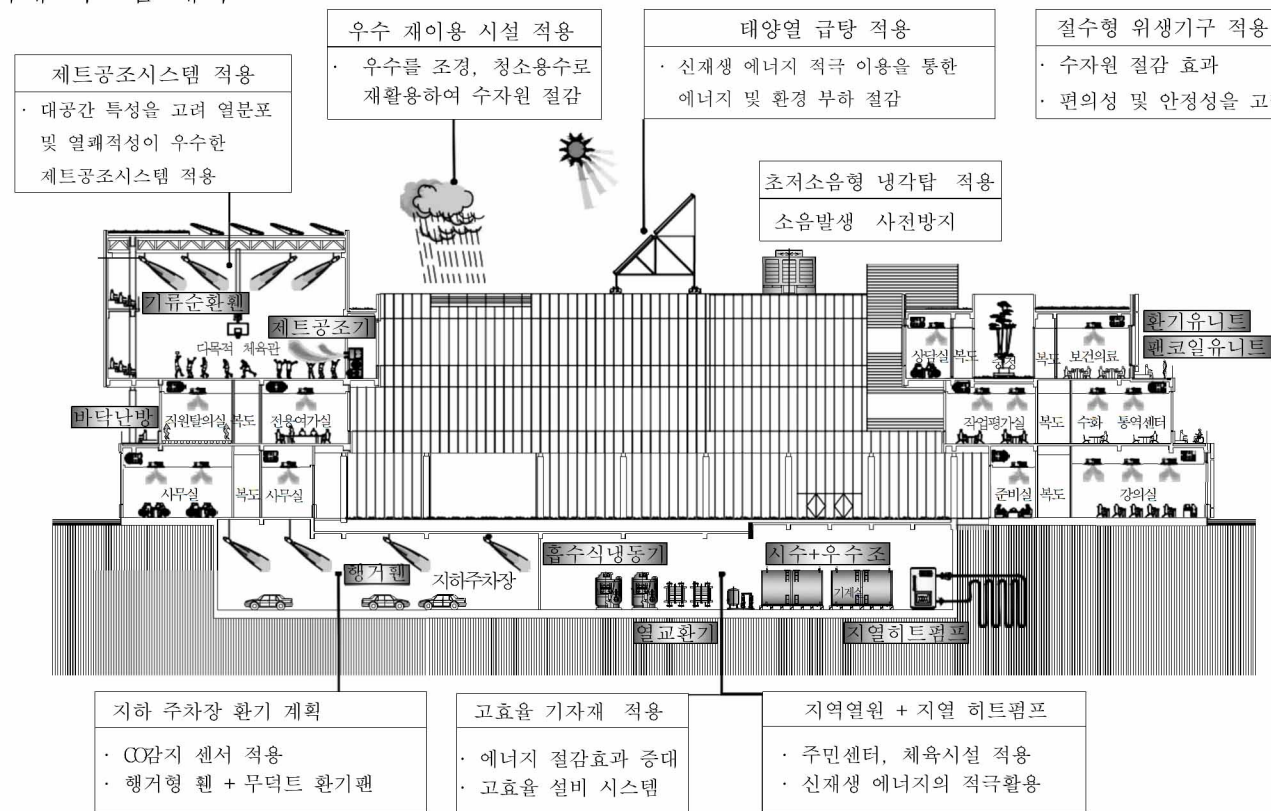 우수 재이용 시설 적용
· 우수를 조경, 청소용수로
재활용하여 수자원 절감
태양열 급탕 적용
· 신재생 에너지 적극 이용을 통한
에너지 및 환경 부하 절감
절수형 위생기구 적용
· 수자원 절감 효과
· 편의성 및 안정성을 고
제트공조시스템 적용
· 대공간 특성을 고려 열분포
및 열쾌적성이 우수한
제트공조시스템 적용
초저소음형 냉각탑 적용
소음발생 사전방지
기류순환휀
제트공조기
다목적 체육관
환기유니트
팬코일유니트
상담실 복도
복도 보건의료
바닥난방
직원탈의실 복도 전용여가실
직업평가실 복도 수화 통역센터
사무실 복도 사무실
준비실 복도 강의실
행거휀
지하주차장
흡수식냉동기
시수+우수조
기계실
열교환기
지열히트펌프
지하 주차장 환기 계획
· CO감지 센서 적용
· 행거형 휀 + 무덕트 환기팬
고효율 기자재 적용
· 에너지 절감효과 증대
· 고효율 설비 시스템
지역열원 + 지열 히트펌프
· 주민센터, 체육시설 적용
· 신재생 에너지의 적극활용